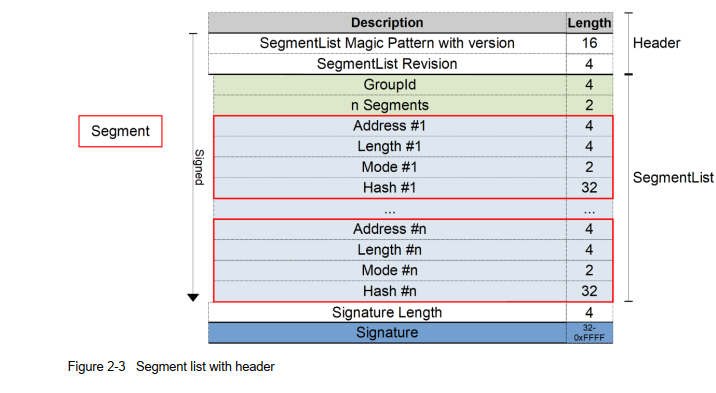 Description Length
SegmentList Magic Pattern with version 16
SegmentList Revision 4
Header
GroupId 4
n Segments 2
Address #1 4
Length #1 4
Mode #1 2
Hash #1 32
... ...
Address #n 4
Length #n 4
Mode #n 2
Hash #n 32
Signature Length 4
Signature 32-
0xFFFF
Segment
Signed
SegmentList
Figure 2-3 Segment list with header